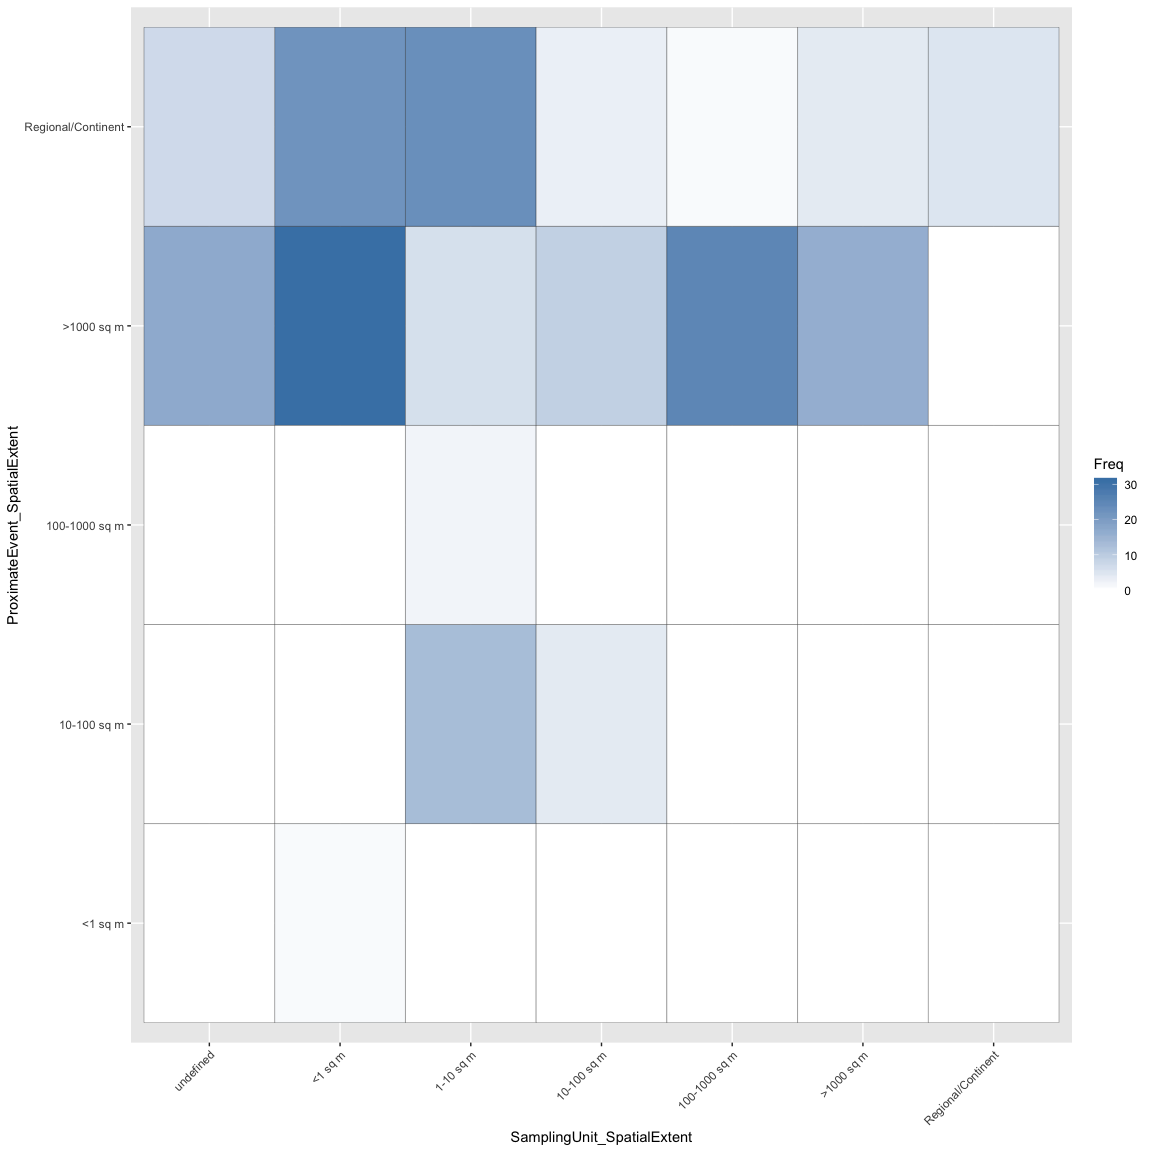 ProximateEvent_SpatialExtent
Regional/Continent
>1000 sq m
100-1000 sq m
10-100 sq m
<1 sq m
undefined
<1 sq m
1-10 sq m
10-100 sq m
100-1000 sq m
>1000 sq m
Regional/Continent
SamplingUnit_SpatialExtent
Freq
30
20
10
0